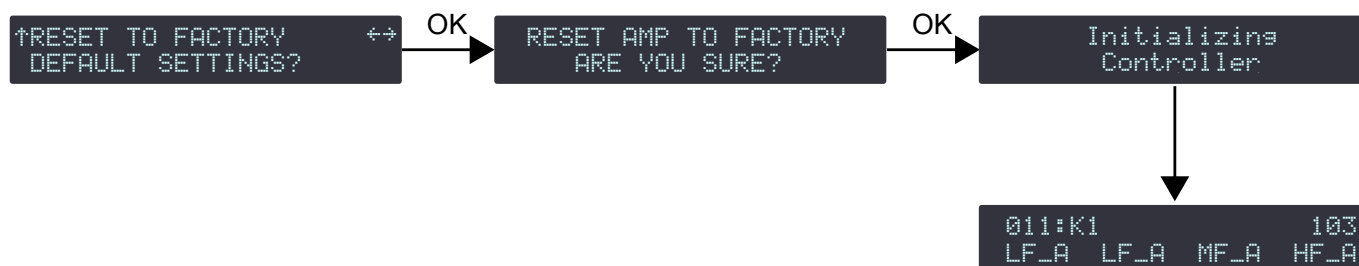 ↑RESET TO FACTORY ←→
DEFAULT SETTINGS?
OK
RESET AMP TO FACTORY
ARE YOU SURE?
OK
Initializing
Controller
011:K1 103
LF_A LF_A MF_A HF_A